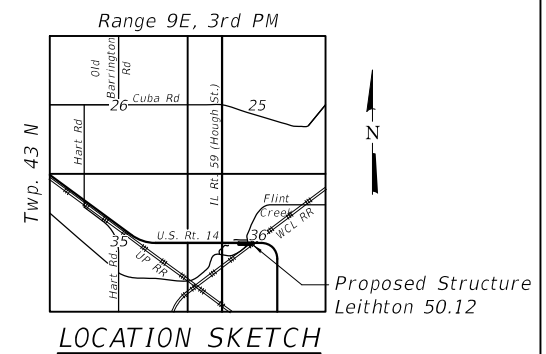 Range 9E, 3rd PM
Twp. 43 N
Old
Barrington
Rd
26
Cuba Rd
25
Hart Rd
IL Rt. 59 (Hough St.)
N
Flint
Creek
WCL RR
U.S. Rt. 14
35
36
UP RR
Hart Rd.
Proposed Structure
Leithton 50.12
LOCATION SKETCH